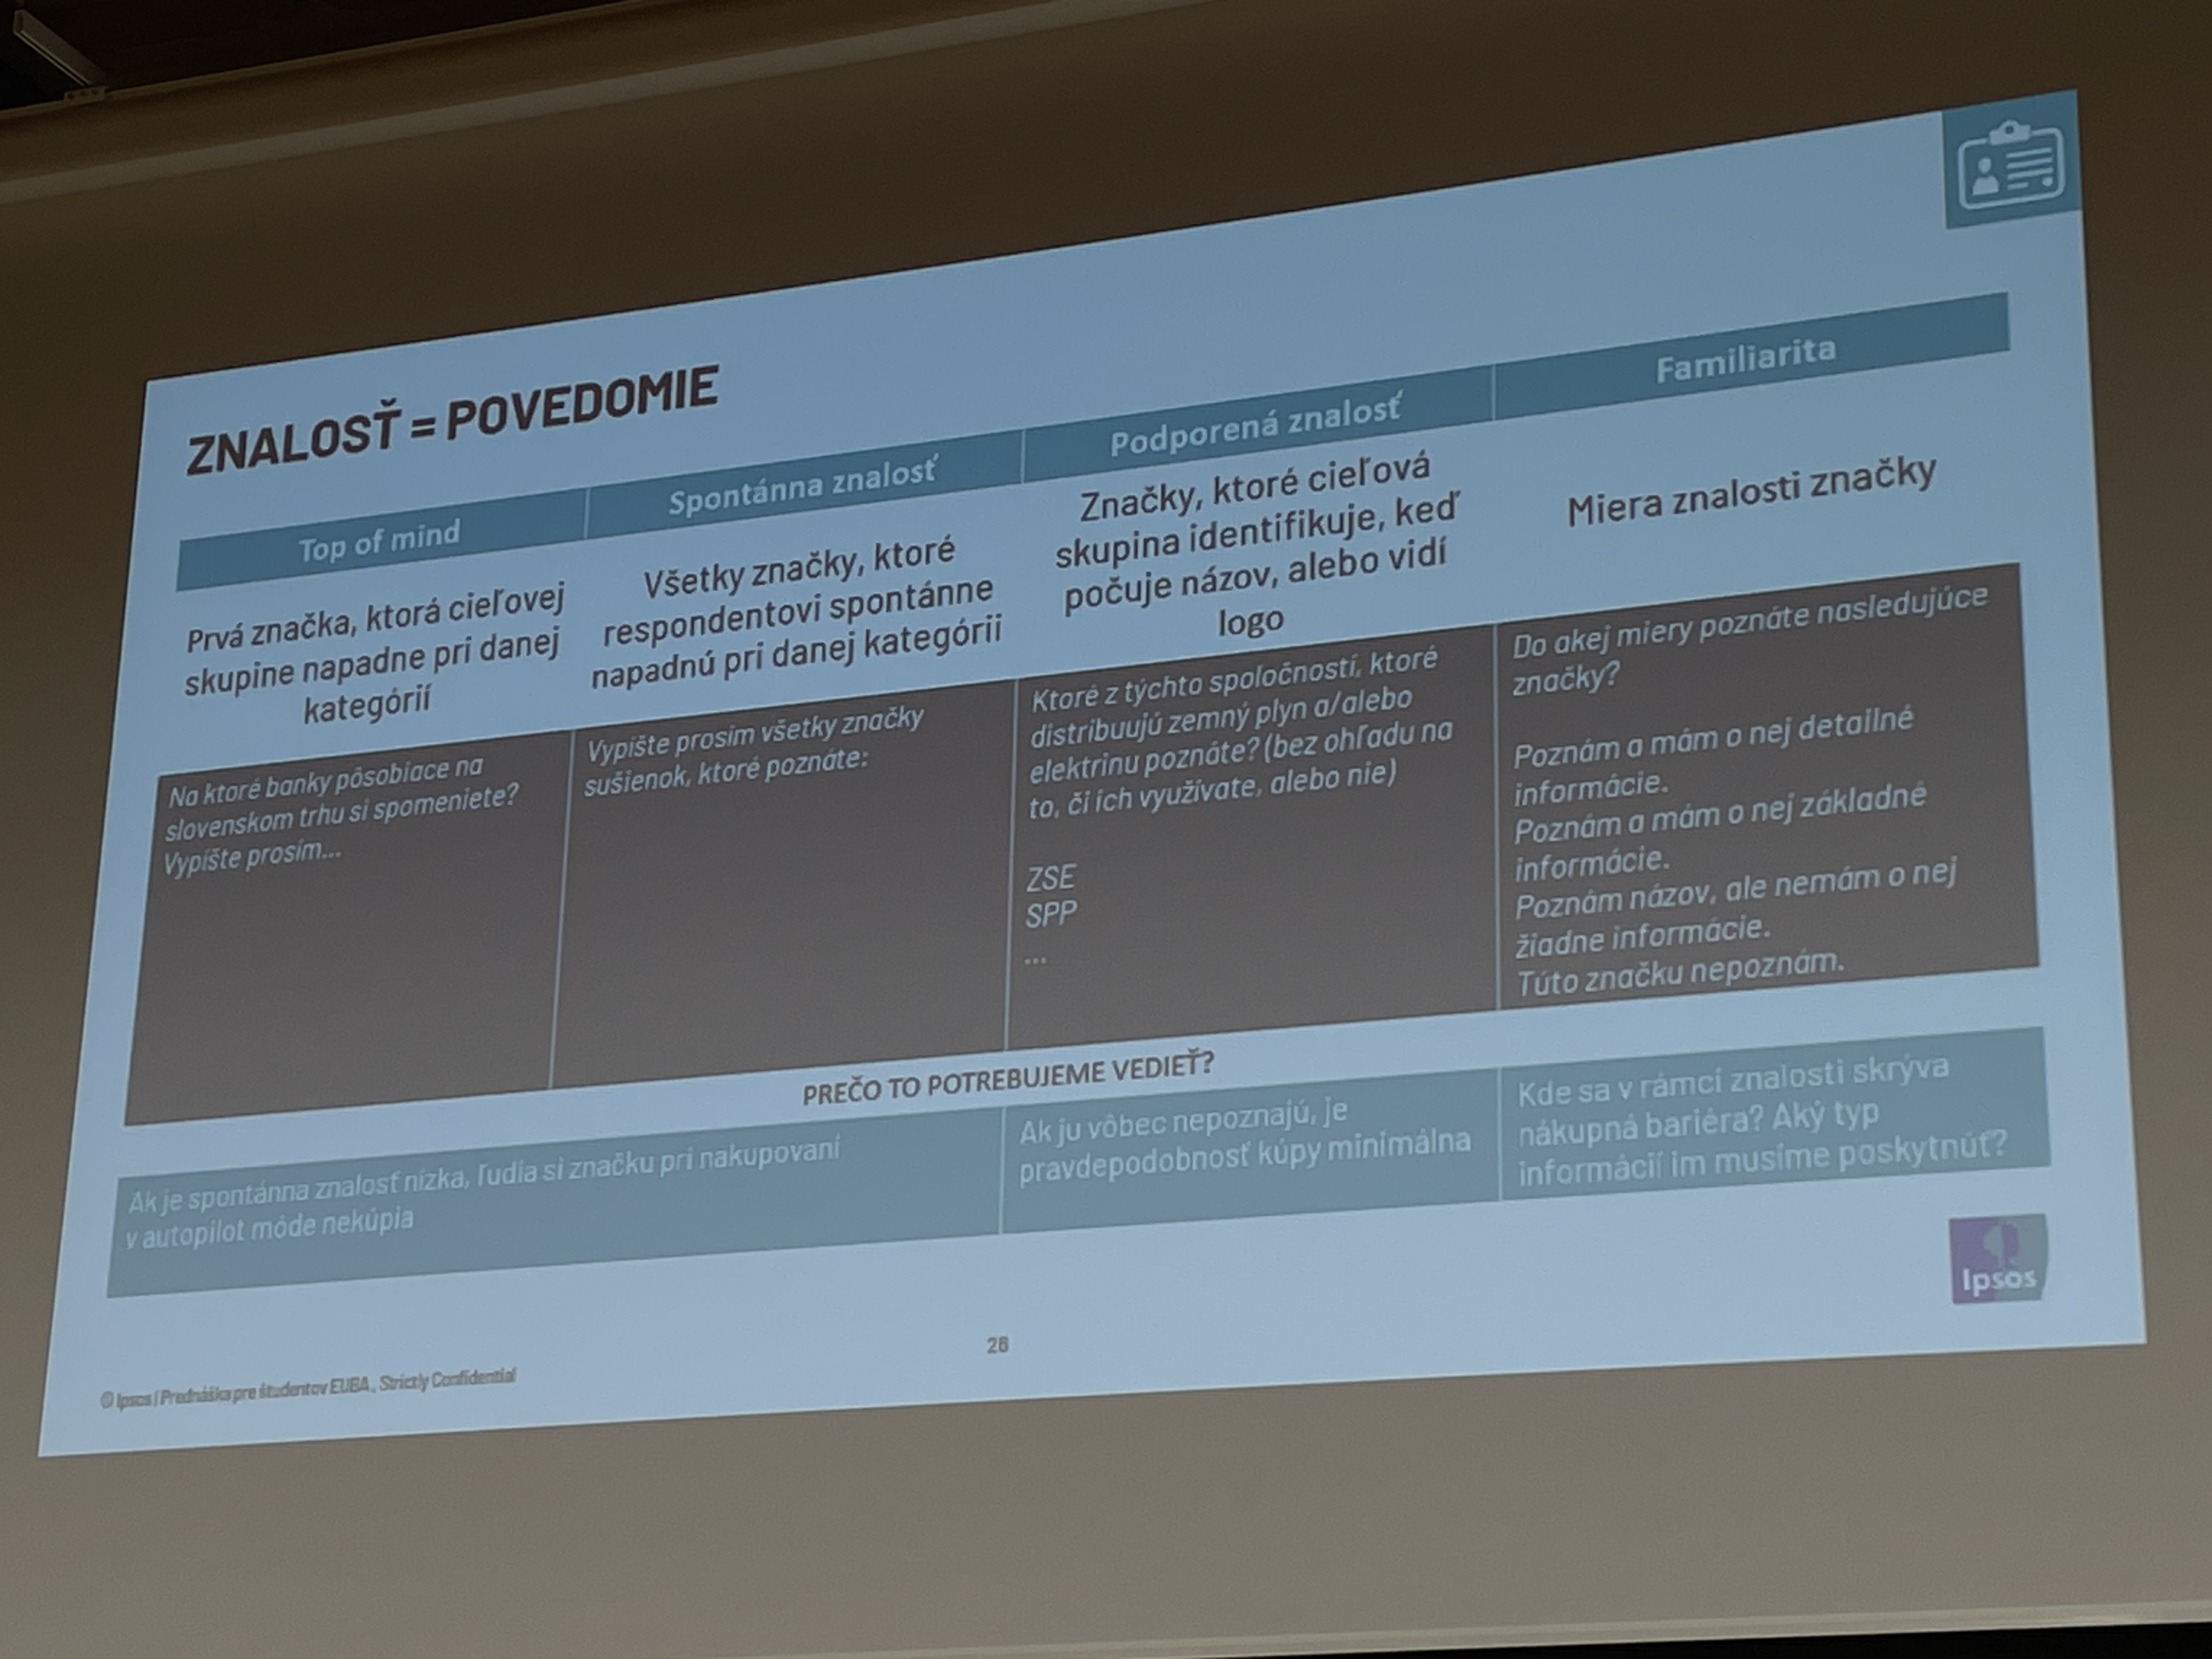 ZNALOSŤ = POVEDOMIE
Top of mind
Prvá značka, ktorá cieľovej
skupine napadne pri danej
kategórií
Na ktoré banky pôsobiace na
slovenskom trhu si spomeniete?
Vypíšte prosím...
Spontánna znalosť
Všetky značky, ktoré
respondentovi spontánne
napadnú pri danej kategórii
Vypíšte prosím všetky značky
sušienok, ktoré poznáte:
Podporená znalosť
Značky, ktoré cieľová
skupina identifikuje, keď
počuje názov, alebo vidí
logo
Ktoré z týchto spoločností, ktoré
distribuujú zemný plyn a/alebo
elektrinu poznáte? (bez ohľadu na
to, či ich využívate, alebo nie)
ZSE
SPP
...
Familiarita
Miera znalosti značky
Do akej miery poznáte nasledujúce
značky?
Poznám a mám o nej detailné
informácie.
Poznám a mám o nej základné
informácie.
Poznám názov, ale nemám o nej
žiadne informácie.
Túto značku nepoznám.
PREČO TO POTREBUJEME VEDIEŤ?
Ak je spontánna znalosť nízka, ľudia si značku pri nakupovaní
v autopilot móde nekúpia
Ak ju vôbec nepoznajú, je
pravdepodobnosť kúpy minimálna
Kde sa v rámci znalosti skrýva
nákupná bariéra? Aký typ
informácií im musíme poskytnúť?
Ipsos
26
© Ipsos | Prednáška pre študentov EUBA, Strictly Confidential